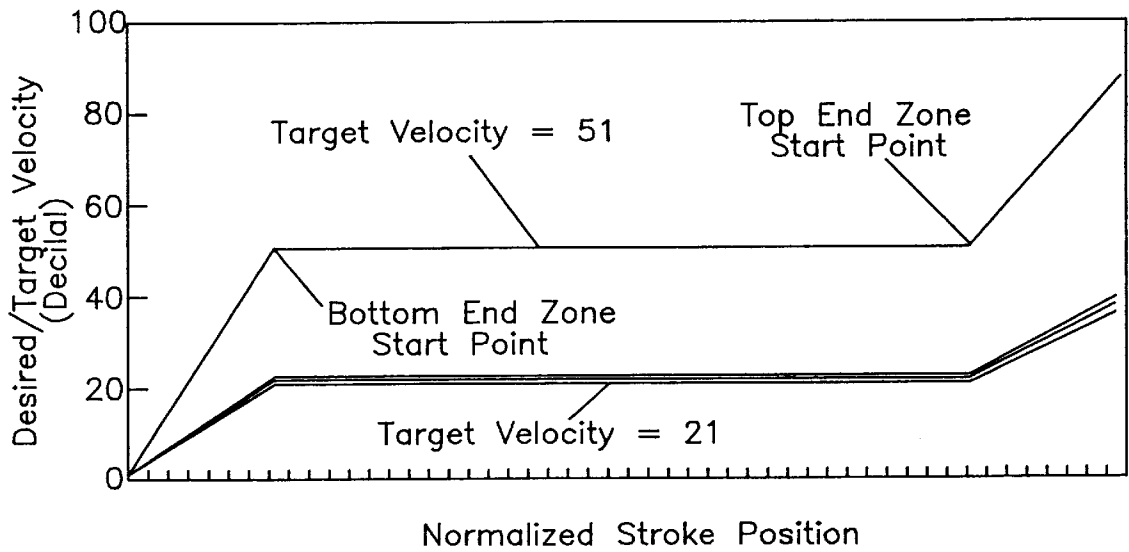 100
80
60
40
20
0
Desired/Target Velocity
(Decilal)
Target Velocity = 51
Top End Zone
Start Point
Bottom End Zone
Start Point
Target Velocity = 21
Normalized Stroke Position